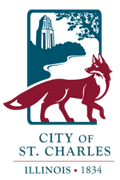 CITY OF
ST. CHARLES
ILLINOIS • 1834